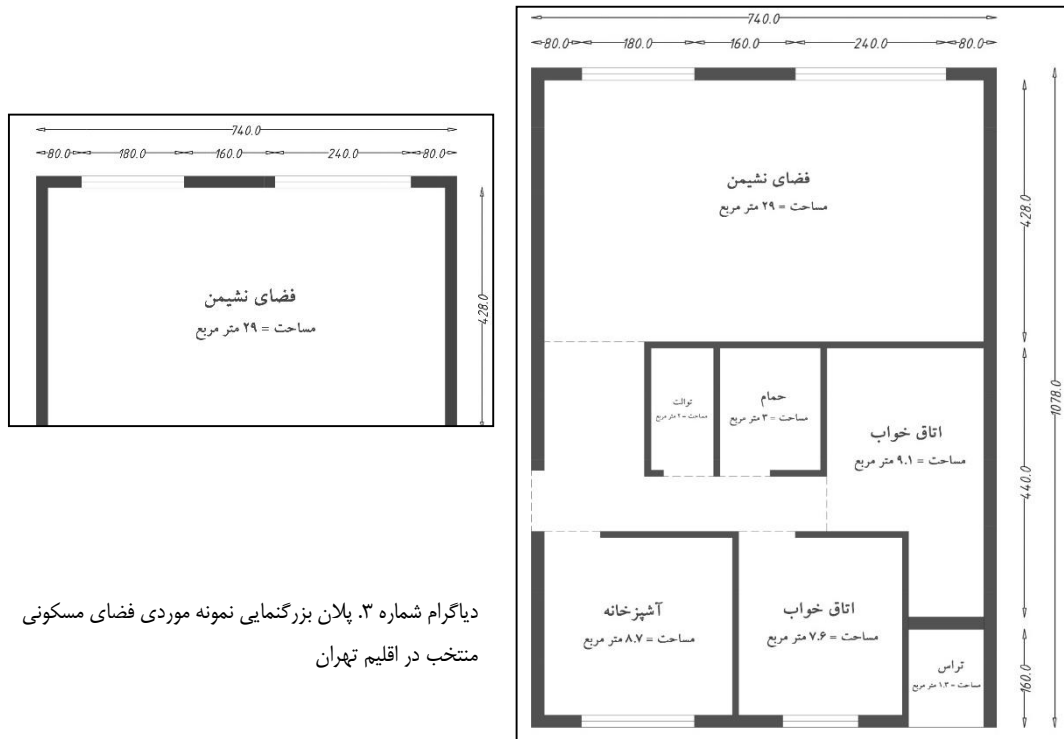 740.0
80.0 180.0 160.0 240.0 80.0
فضای نشیمن
مساحت = ۲۹ متر مربع
428.0
740.0
80.0 180.0 160.0 240.0 80.0
فضای نشیمن
مساحت = ۲۹ متر مربع
428.0
1078.0
توالت
مساحت = ۲ متر مربع
حمام
مساحت = ۳ متر مربع
اتاق خواب
مساحت = ۹.۱ متر مربع
440.0
آشپزخانه
مساحت = ۸.۷ متر مربع
اتاق خواب
مساحت = ۷.۶ متر مربع
تراس
مساحت = ۱.۳ متر مربع
160.0
دیاگرام شماره ۳. پلان بزرگنمایی نمونه موردی فضای مسکونی
منتخب در اقلیم تهران